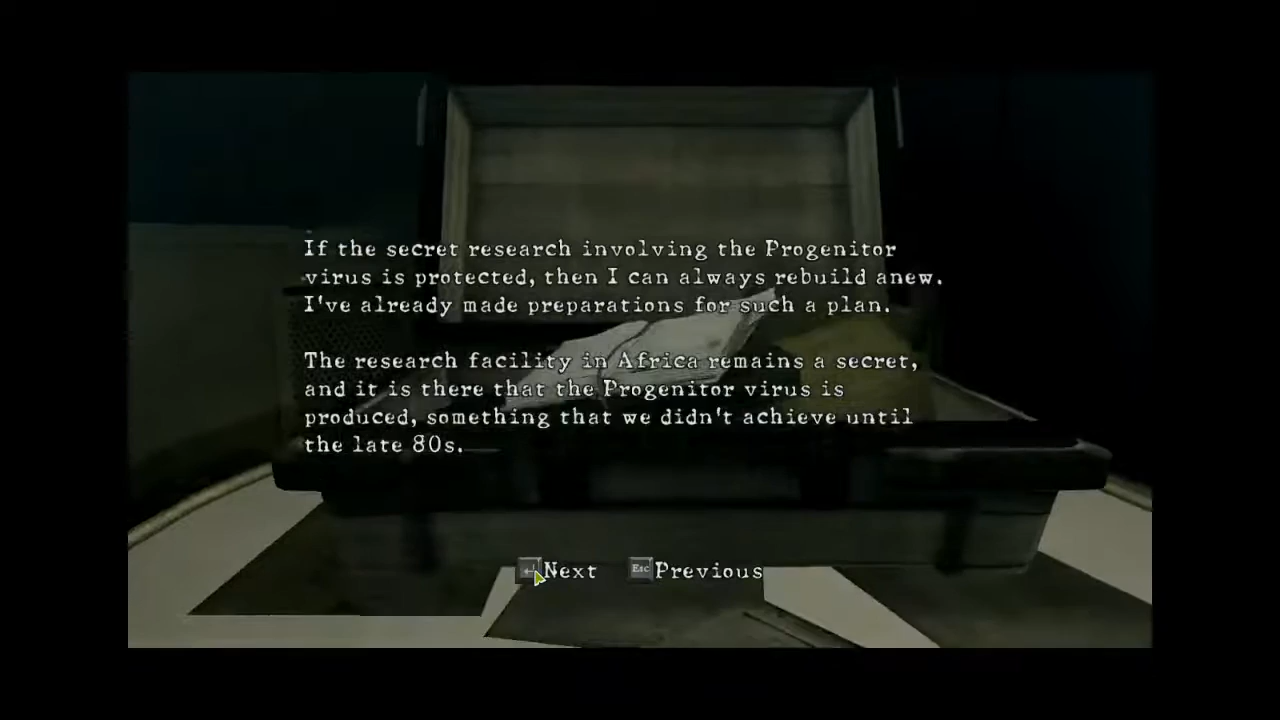 If the secret research involving the Progenitor
virus is protected, then I can always rebuild anew.
I've already made preparations for such a plan.
The research facility in Africa remains a secret,
and it is there that the Progenitor virus is
produced, something that we didn't achieve until
the late 80s.
Next Esc Previous